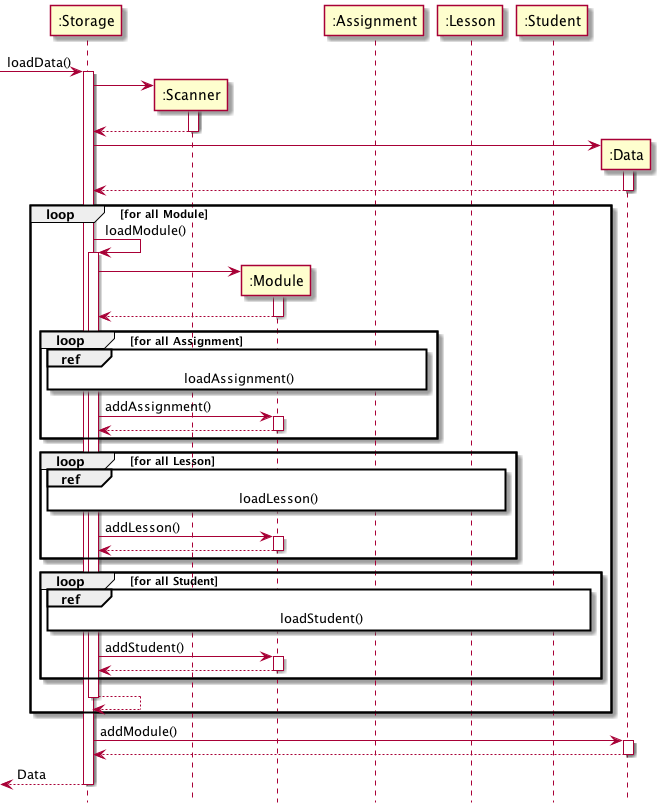 :Storage
:Assignment
:Lesson
:Student
loadData()
:Scanner
:Data
loop
[for all Module]
loadModule()
:Module
loop
[for all Assignment]
ref
loadAssignment()
addAssignment()
loop
[for all Lesson]
ref
loadLesson()
addLesson()
loop
[for all Student]
ref
loadStudent()
addStudent()
addModule()
Data